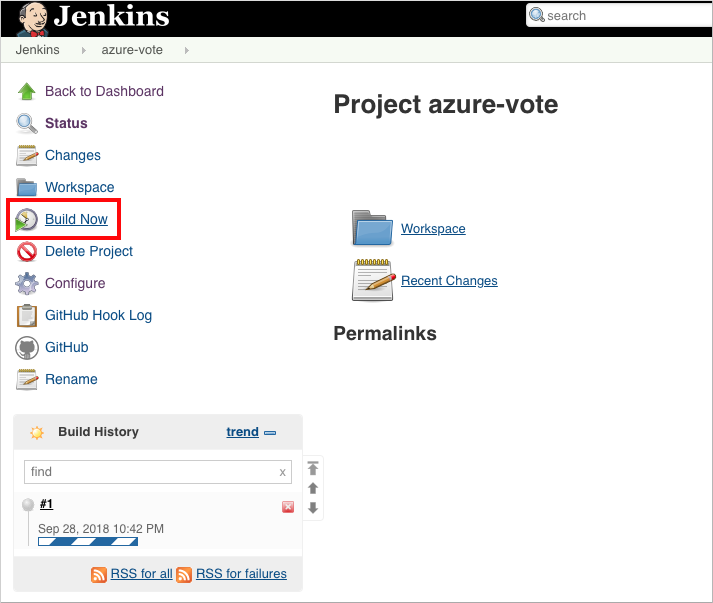 Jenkins
search
Jenkins azure-vote
Back to Dashboard
Status
Changes
Workspace
Build Now
Delete Project
Configure
GitHub Hook Log
GitHub
Rename
Project azure-vote
Workspace
Recent Changes
Permalinks
Build History trend
find x
#1
Sep 28, 2018 10:42 PM
RSS for all RSS for failures